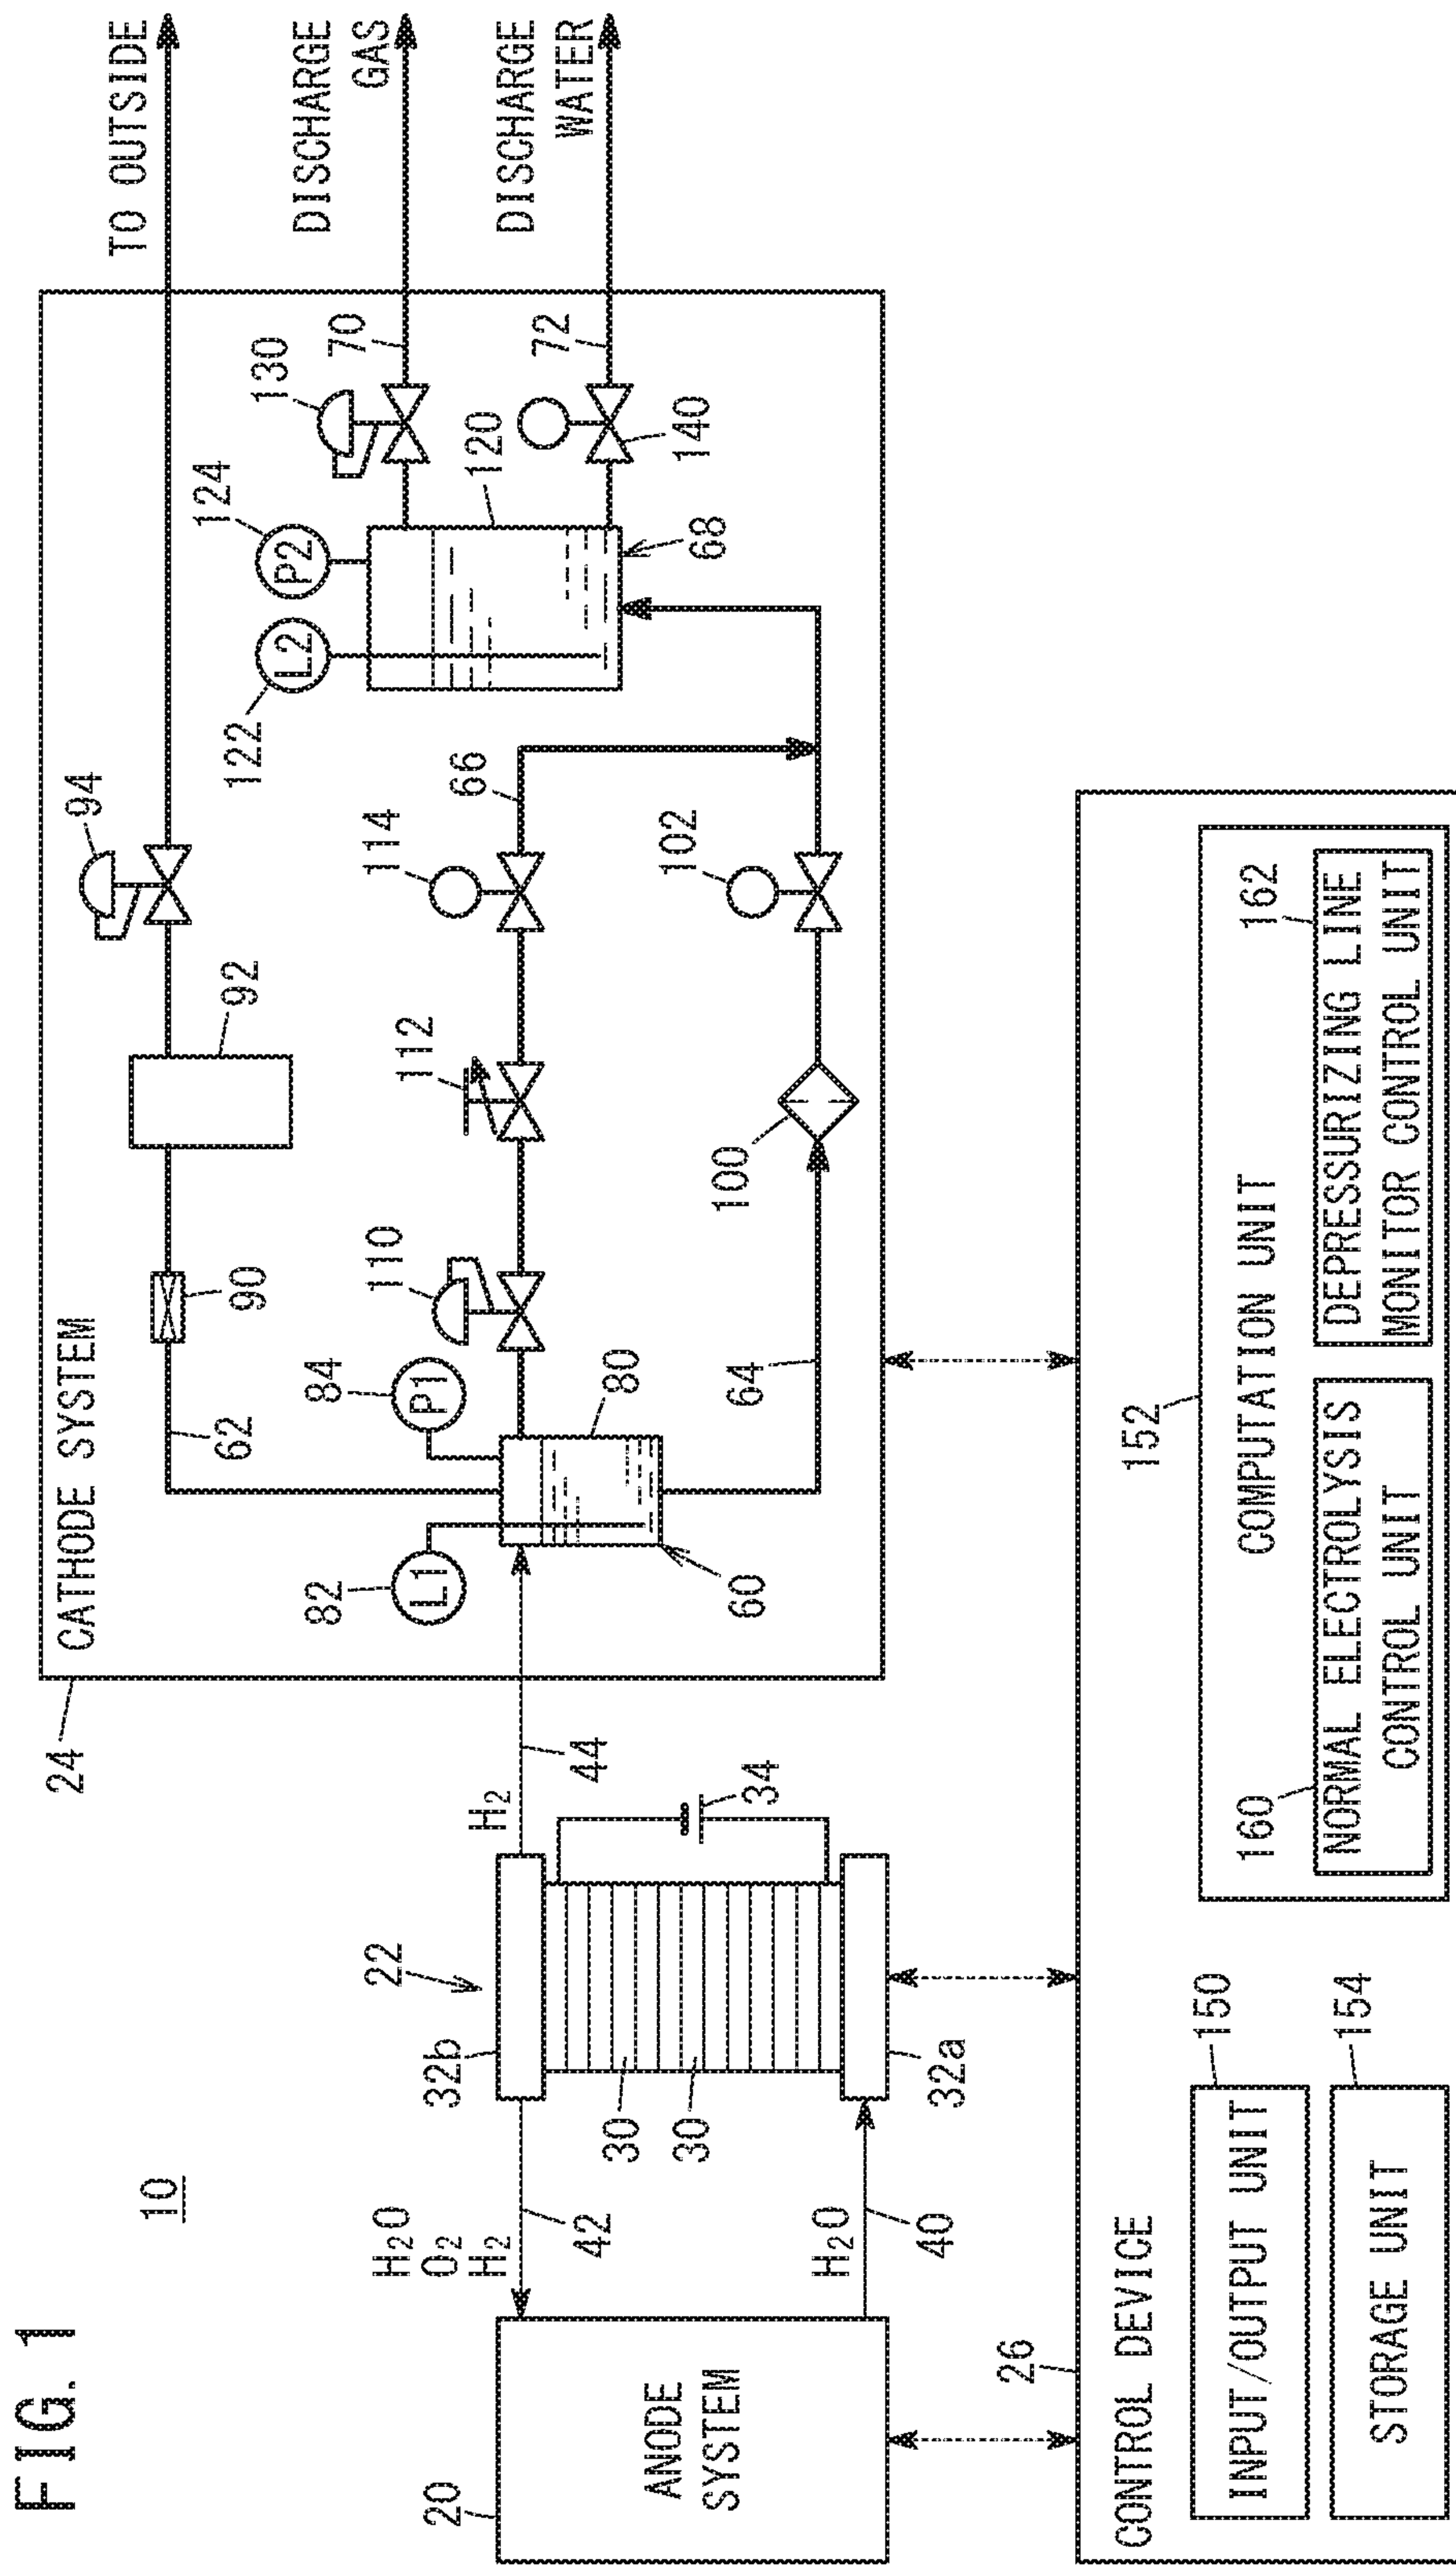 FIG. 1
10
TO OUTSIDE
DISCHARGE
GAS
DISCHARGE
WATER
24
CATHODE SYSTEM
62
90
92
94
130
70
124
P2
122
L2
120
72
140
68
82
L1
84
P1
80
60
110
112
114
66
64
100
102
H₂
44
22
32b
30
30
32a
34
H₂O
O₂
H₂
42
H₂O
40
20
ANODE
SYSTEM
26
CONTROL DEVICE
150
INPUT/OUTPUT UNIT
154
STORAGE UNIT
152
COMPUTATION UNIT
160
NORMAL ELECTROLYSIS
CONTROL UNIT
162
DEPRESSURIZING LINE
MONITOR CONTROL UNIT